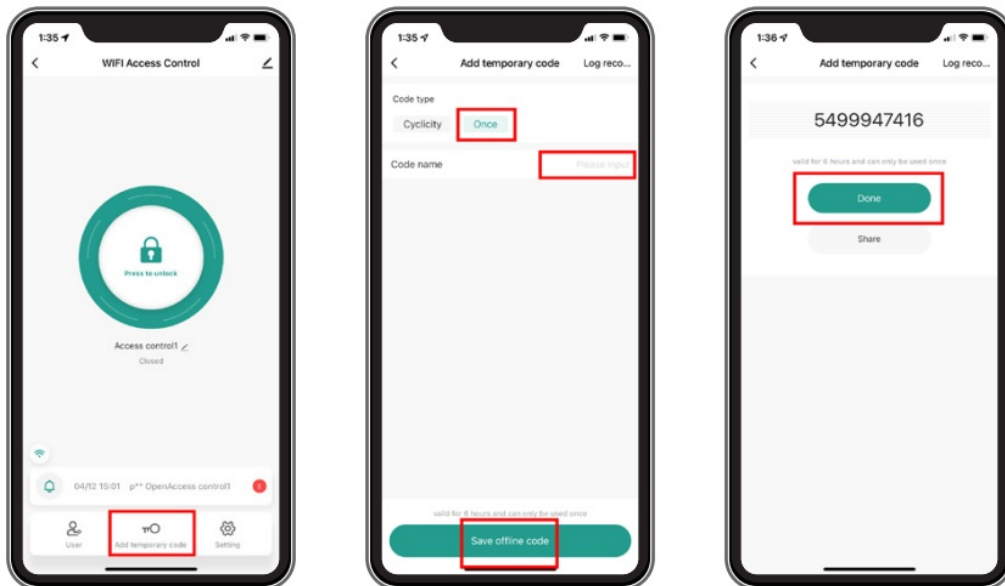 1:35
WIFI Access Control
Press to unlock
Access control1
Closed
04/12 15:01 p** OpenAccess control1
User
Add temporary code
Setting
1:35
Add temporary code Log reco...
Code type
Cyclicity Once
Code name Please input
valid for 6 hours and can only be used once
Save offline code
1:36
Add temporary code Log reco...
5499947416
valid for 6 hours and can only be used once
Done
Share